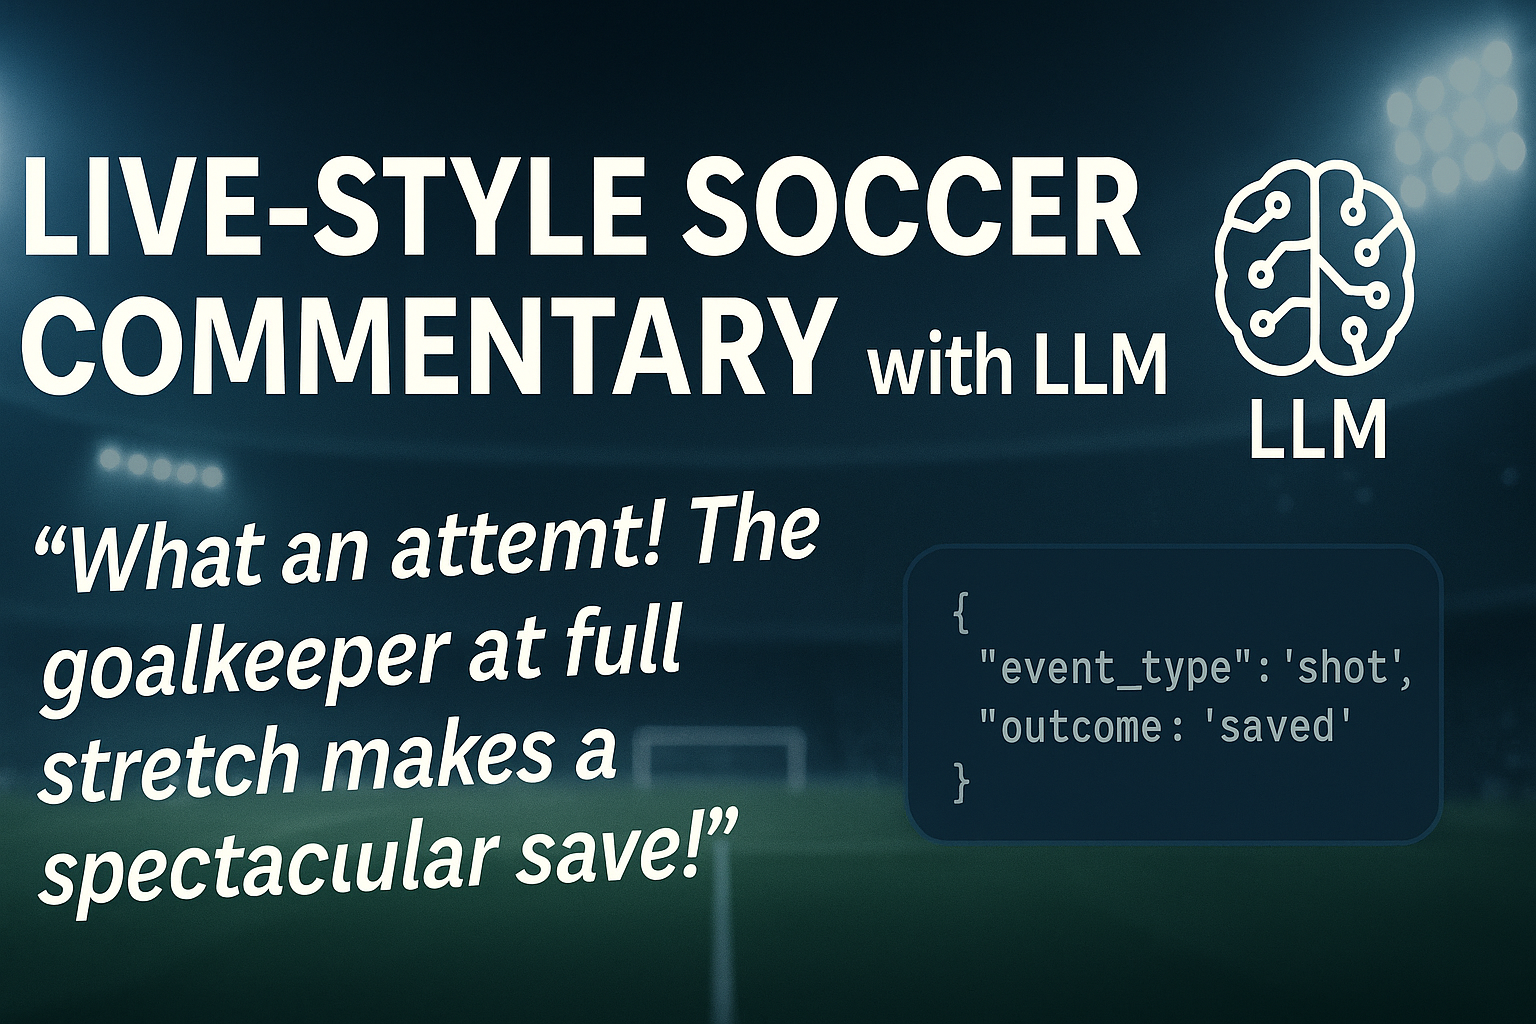 LIVE-STYLE SOCCER
COMMENTARY with LLM
LLM
“What an attemt! The
goalkeeper at full
stretch makes a
spectacıular save!”
{
"event_type": 'shot',
"outcome: 'saved'
}